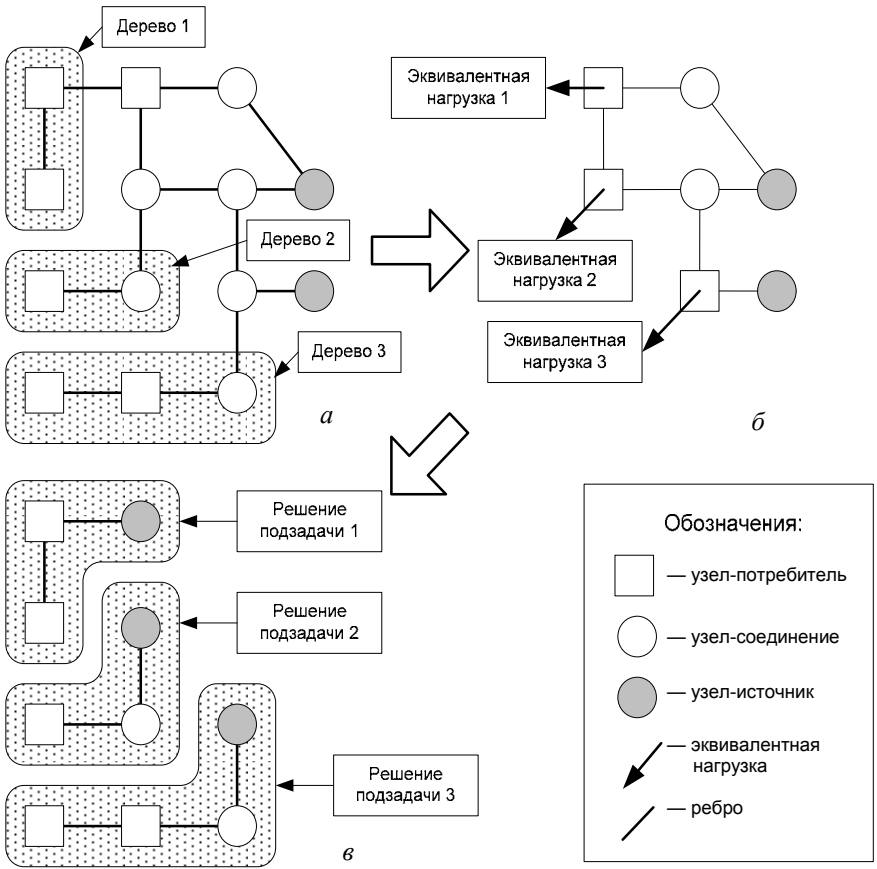 Дерево 1
Эквивалентная
нагрузка 1
Дерево 2
Эквивалентная
нагрузка 2
Дерево 3
Эквивалентная
нагрузка 3
а
б
Решение
подзадачи 1
Решение
подзадачи 2
Решение
подзадачи 3
в
Обозначения:
— узел-потребитель
— узел-соединение
— узел-источник
— эквивалентная
нагрузка
— ребро